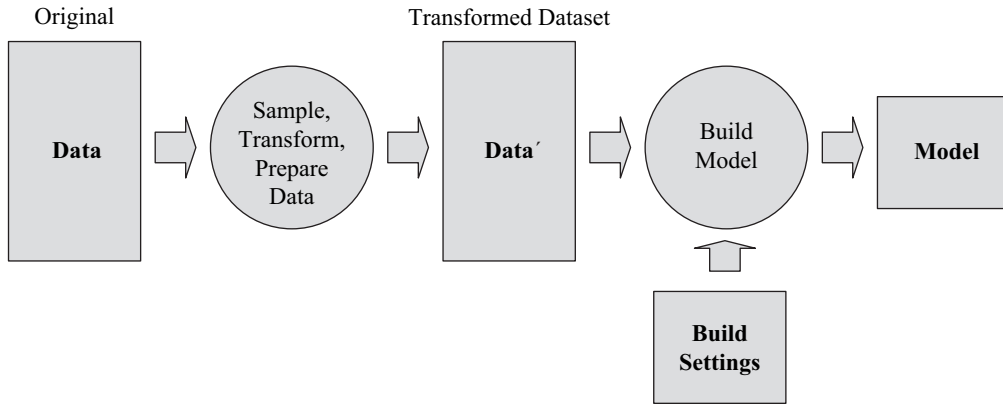 Original
Transformed Dataset
Data
Sample,
Transform,
Prepare
Data
Data´
Build
Model
Model
Build
Settings